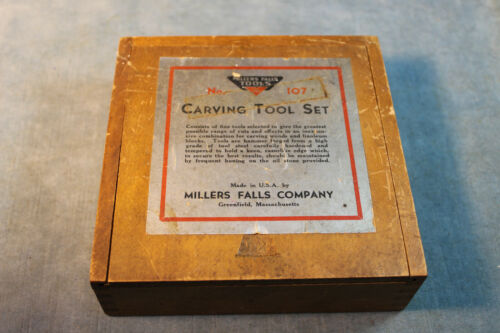 MILLERS FALLS
TOOLS
No. 107
CARVING TOOL SET
Consists of fine tools selected to give the greatest
possible range of cuts and effects in an inex
tive combination for carving woods and linoleum
blocks. Tools are hammer forged from a high
grade of tool steel carefully hardened and
tempered to hold a keen, edge which,
to secure the best results, should be maintained
by frequent honing on the oil stone provided.
Made in U.S.A. by
MILLERS FALLS COMPANY
Greenfield, Massachusetts